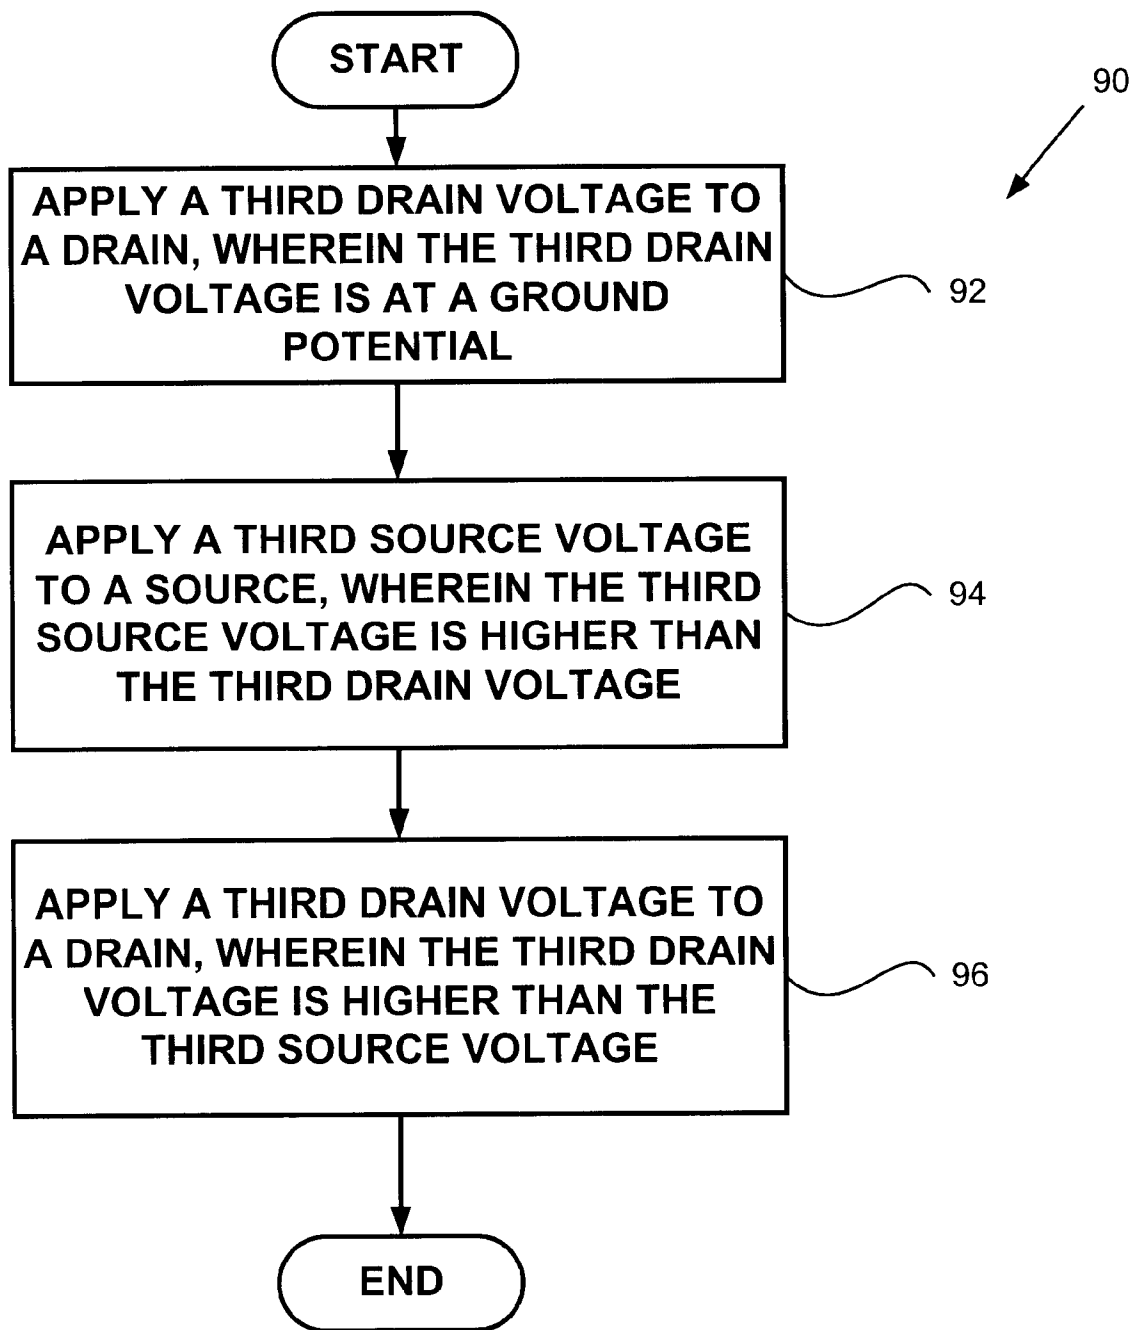 START
90
APPLY A THIRD DRAIN VOLTAGE TO
A DRAIN, WHEREIN THE THIRD DRAIN
VOLTAGE IS AT A GROUND
POTENTIAL
92
APPLY A THIRD SOURCE VOLTAGE
TO A SOURCE, WHEREIN THE THIRD
SOURCE VOLTAGE IS HIGHER THAN
THE THIRD DRAIN VOLTAGE
94
APPLY A THIRD DRAIN VOLTAGE TO
A DRAIN, WHEREIN THE THIRD DRAIN
VOLTAGE IS HIGHER THAN THE
THIRD SOURCE VOLTAGE
96
END